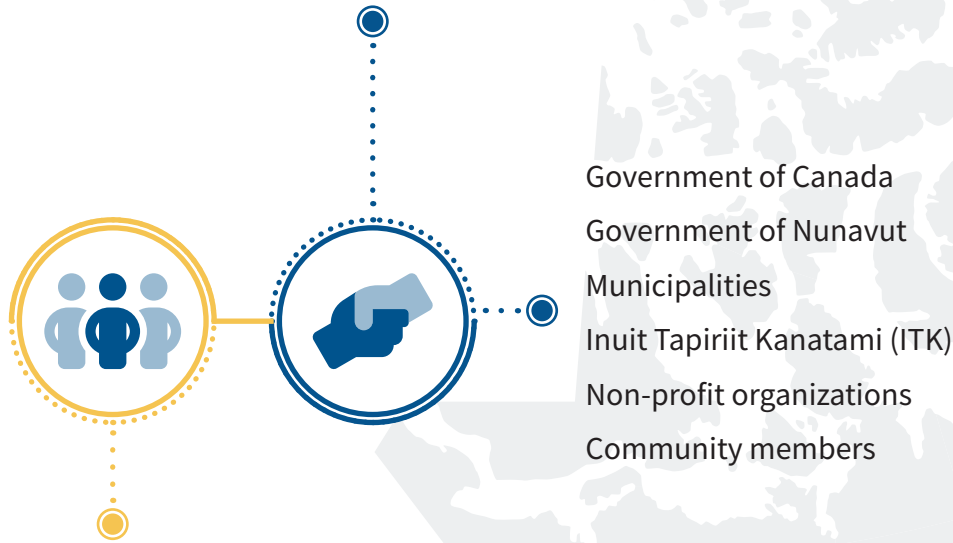 Government of Canada
Government of Nunavut
Municipalities
Inuit Tapiriit Kanatami (ITK)
Non-profit organizations
Community members